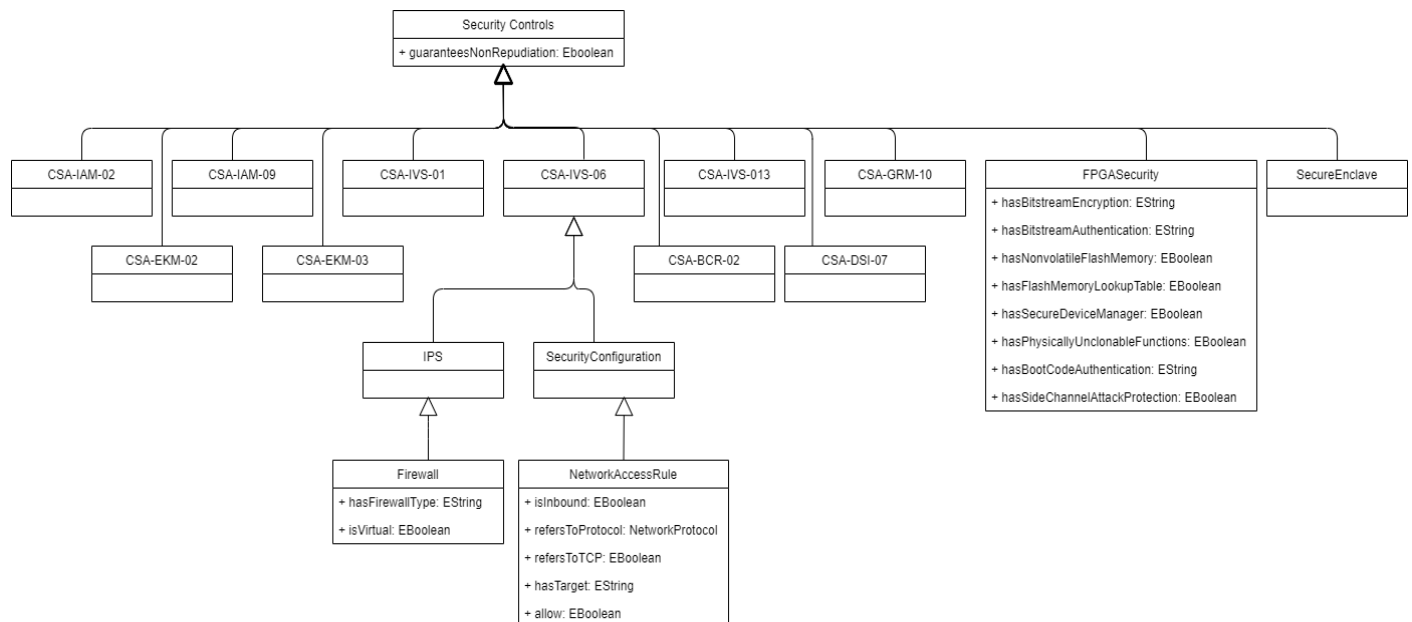 Security Controls
+ guaranteesNonRepudiation: Eboolean
CSA-IAM-02
CSA-IAM-09
CSA-IVS-01
CSA-IVS-06
CSA-IVS-013
CSA-GRM-10
FPGASecurity
+ hasBitstreamEncryption: EString
+ hasBitstreamAuthentication: EString
+ hasNonvolatileFlashMemory: EBoolean
+ hasFlashMemoryLookupTable: EBoolean
+ hasSecureDeviceManager: EBoolean
+ hasPhysicallyUnclonableFunctions: EBoolean
+ hasBootCodeAuthentication: EString
+ hasSideChannelAttackProtection: EBoolean
SecureEnclave
CSA-EKM-02
CSA-EKM-03
CSA-BCR-02
CSA-DSI-07
IPS
SecurityConfiguration
Firewall
+ hasFirewallType: EString
+ isVirtual: EBoolean
NetworkAccessRule
+ isInbound: EBoolean
+ refersToProtocol: NetworkProtocol
+ refersToTCP: EBoolean
+ hasTarget: EString
+ allow: EBoolean